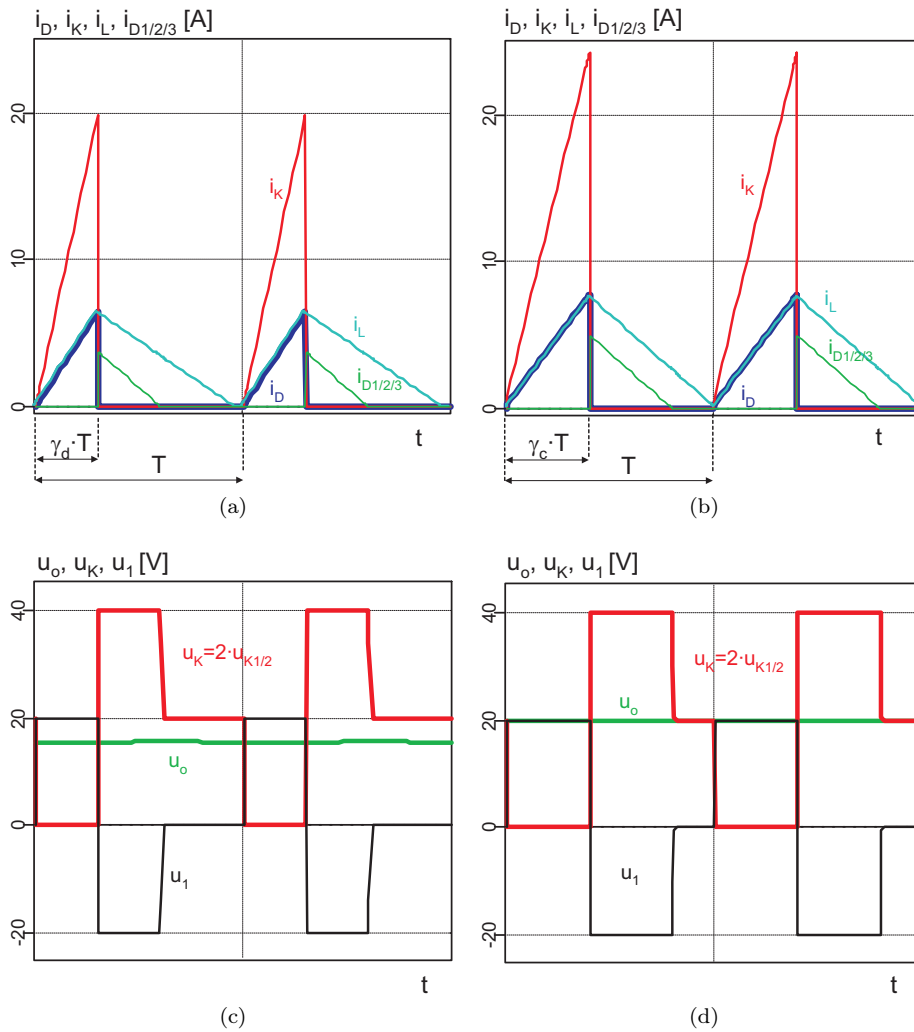 i_D, i_K, i_L, i_D1/2/3 [A]
20
10
0
i_K
i_L
i_D1/2/3
i_D
t
γ_d·T
T
(a)
i_D, i_K, i_L, i_D1/2/3 [A]
20
10
0
i_K
i_L
i_D1/2/3
i_D
t
γ_c·T
T
(b)
u_o, u_K, u_1 [V]
40
20
0
-20
u_K=2·u_K1/2
u_o
u_1
t
(c)
u_o, u_K, u_1 [V]
40
20
0
-20
u_K=2·u_K1/2
u_o
u_1
t
(d)